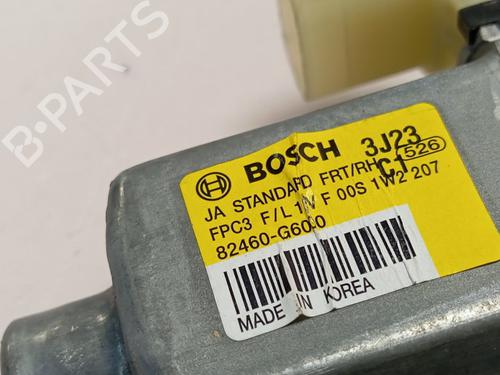 BOSCH 3J23
526
JA STANDARD FRT/RH C1
FPC3 F/L 1W F 00S 1W2 207
82460-G6000
MADE IN KOREA
B-PARTS